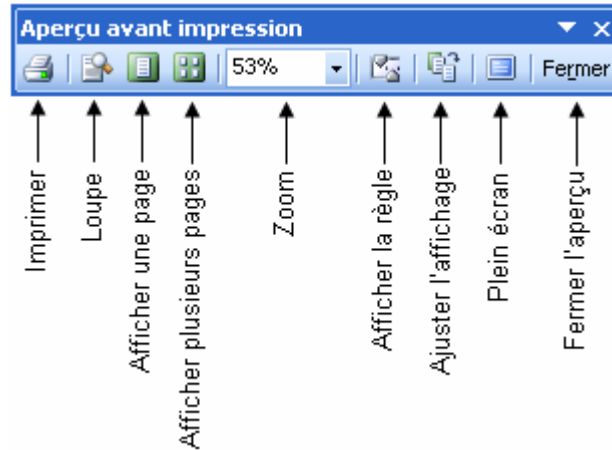 Aperçu avant impression
53%
Fermer
Imprimer
Loupe
Afficher une page
Afficher plusieurs pages
Zoom
Afficher la règle
Ajuster l'affichage
Plein écran
Fermer l'aperçu